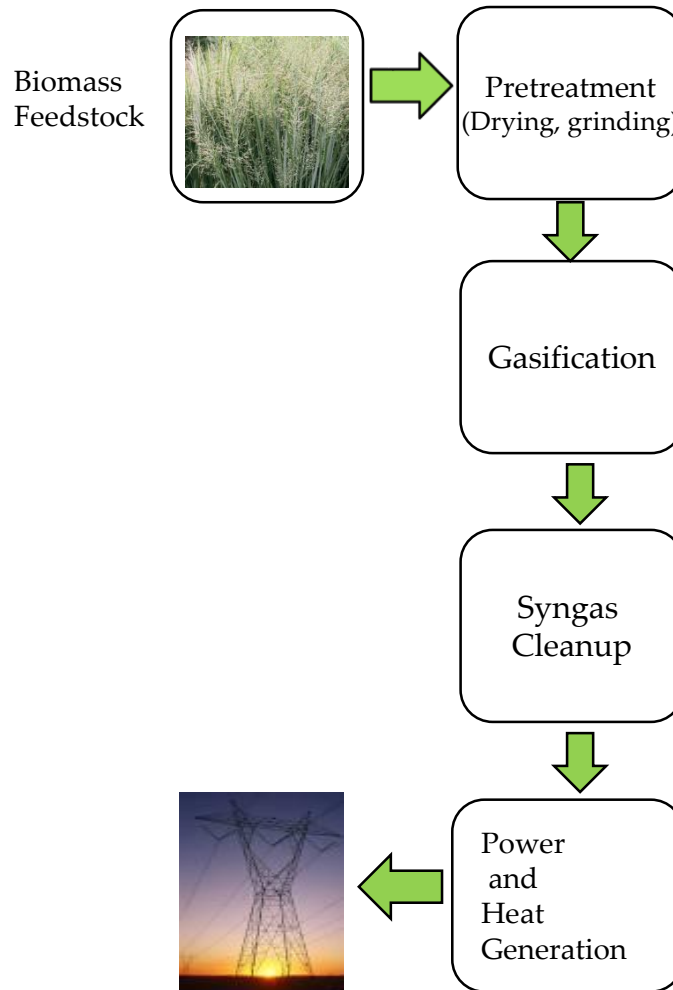 Biomass
Feedstock
Pretreatment
(Drying, grinding)
Gasification
Syngas
Cleanup
Power
and
Heat
Generation